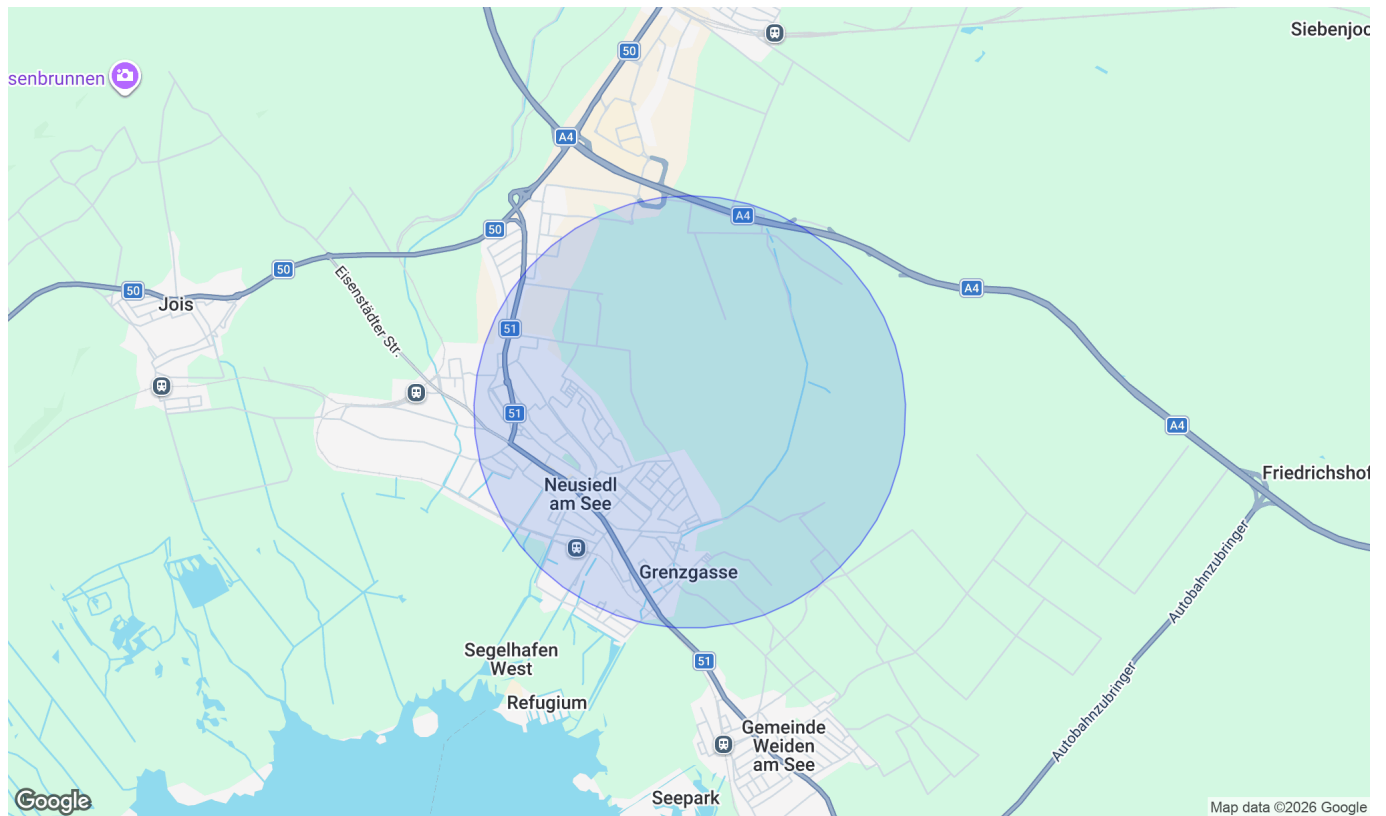 Siebenjoc
50
senbrunnen
A4
A4
50
50
Eisenstädter Str.
A4
50
Jois
51
51
A4
Friedrichshof
Neusiedl
am See
Autobahnzubringer
Grenzgasse
Segelhafen
West
51
Autobahnzubringer
Refugium
Gemeinde
Weiden
am See
Seepark
Google
Map data ©2026 Google